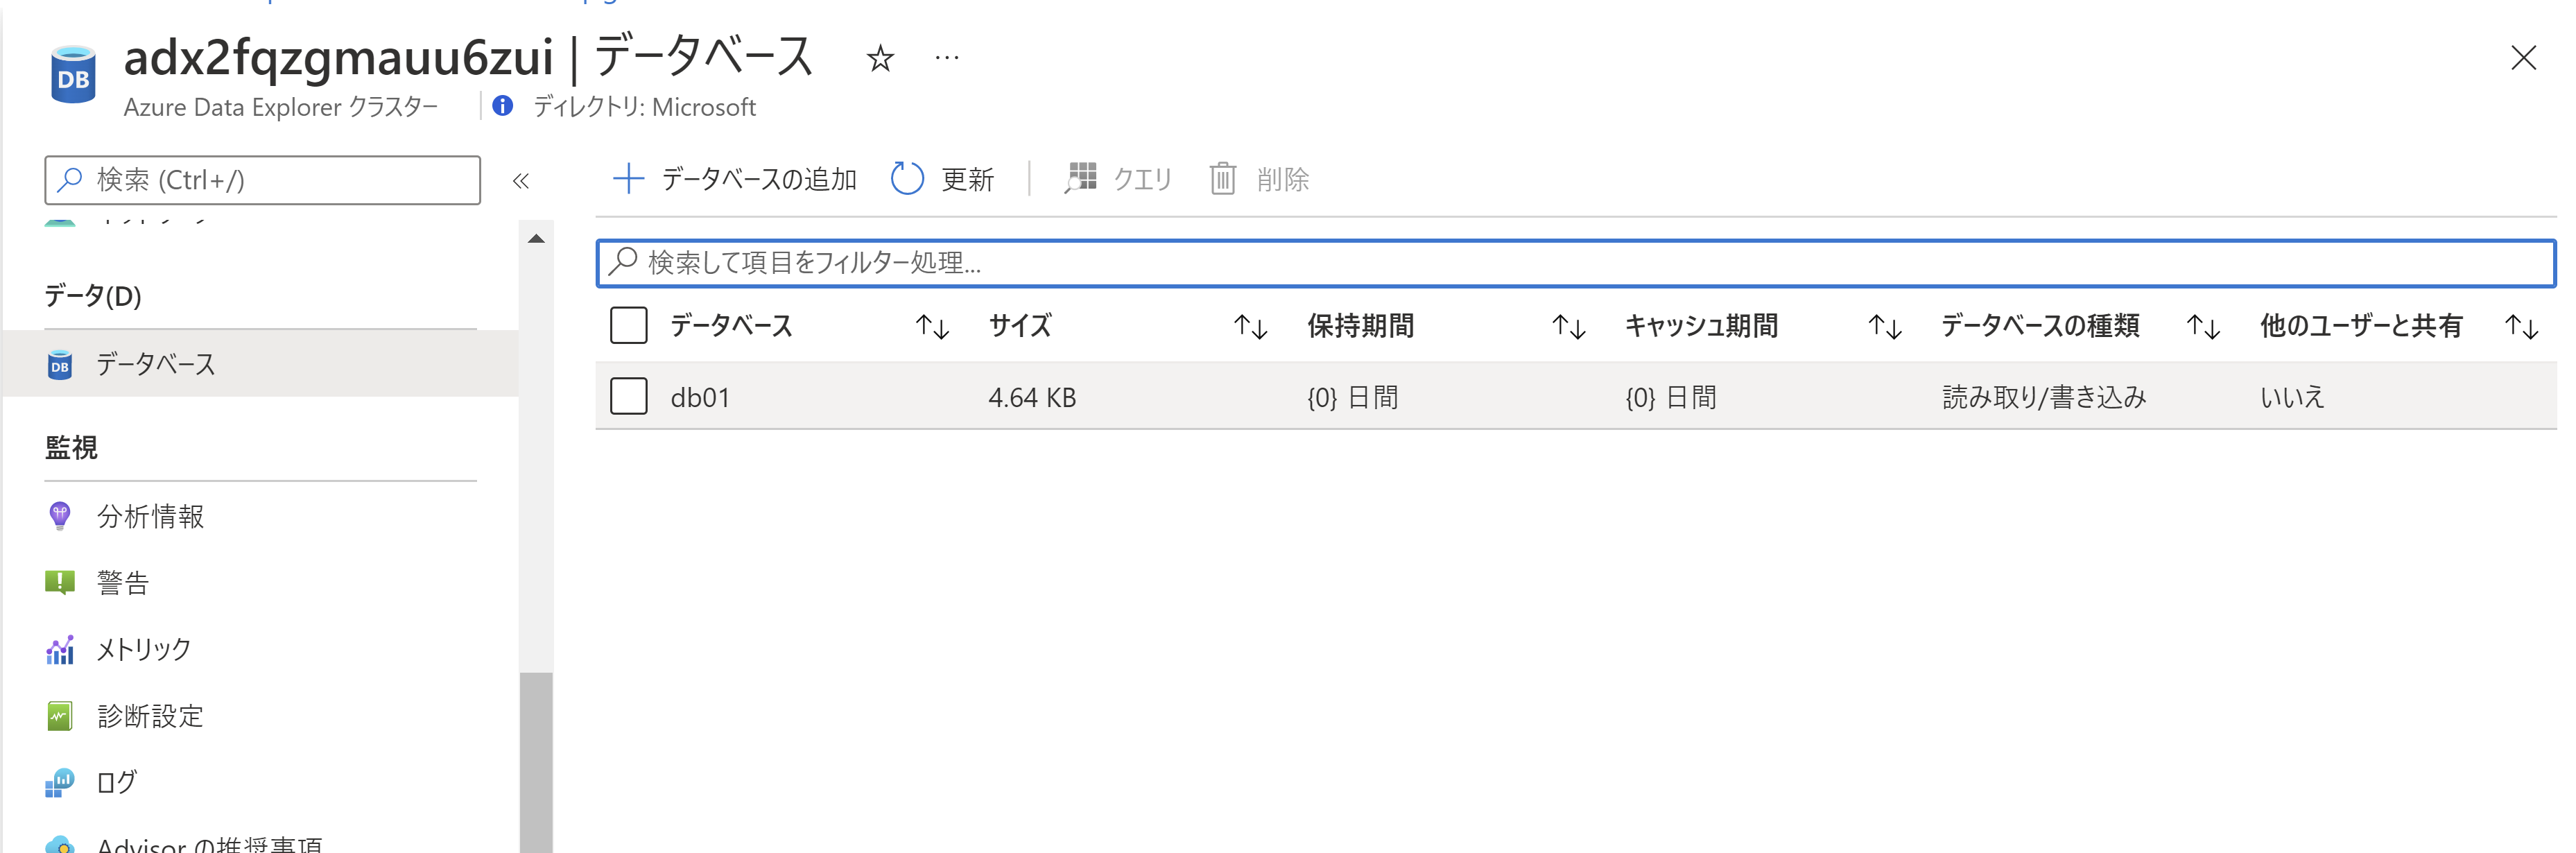 adx2fqzgmauu6zui | データベース
Azure Data Explorer クラスター
ディレクトリ: Microsoft
検索 (Ctrl+/)
データ(D)
データベース
監視
分析情報
警告
メトリック
診断設定
ログ
Advisor の推奨事項
データベースの追加
更新
クエリ
削除
検索して項目をフィルター処理...
データベース サイズ 保持期間 キャッシュ期間 データベースの種類 他のユーザーと共有
db01 4.64 KB {0} 日間 {0} 日間 読み取り/書き込み いいえ